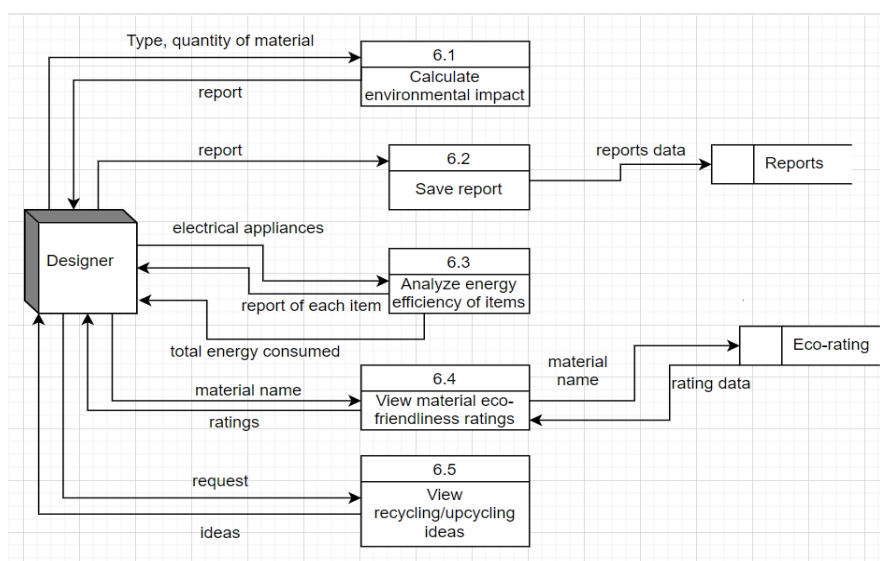 Type, quantity of material
6.1
Calculate
environmental impact
report
report
6.2
Save report
reports data
Reports
electrical appliances
Designer
6.3
Analyze energy
efficiency of items
report of each item
total energy consumed
Eco-rating
material
name
rating data
material name
6.4
View material eco-
friendliness ratings
ratings
request
6.5
View
recycling/upcycling
ideas
ideas